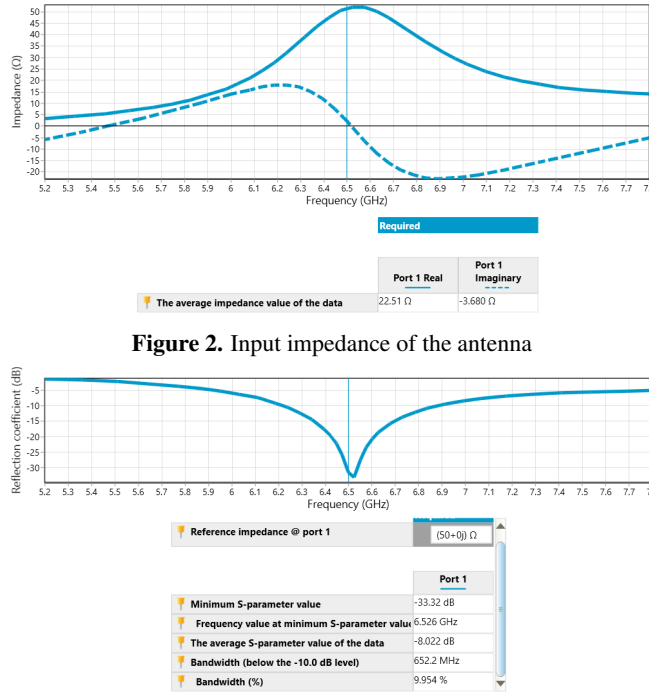 50
45
40
35
30
25
20
15
10
5
0
-5
-10
-15
-20
Impedance (Ω)
5.2 5.3 5.4 5.5 5.6 5.7 5.8 5.9 6 6.1 6.2 6.3 6.4 6.5 6.6 6.7 6.8 6.9 7 7.1 7.2 7.3 7.4 7.5 7.6 7.7
Frequency (GHz)
Required
Port 1 Real
Port 1
Imaginary
The average impedance value of the data 22.51 Ω -3.680 Ω
Figure 2. Input impedance of the antenna
-5
-10
-15
-20
-25
-30
Reflection coefficient (dB)
5.2 5.3 5.4 5.5 5.6 5.7 5.8 5.9 6 6.1 6.2 6.3 6.4 6.5 6.6 6.7 6.8 6.9 7 7.1 7.2 7.3 7.4 7.5 7.6 7.7
Frequency (GHz)
Reference impedance @ port 1 (50+0j) Ω
Port 1
Minimum S-parameter value -33.32 dB
Frequency value at minimum S-parameter value 6.526 GHz
The average S-parameter value of the data -8.022 dB
Bandwidth (below the -10.0 dB level) 652.2 MHz
Bandwidth (%) 9.954 %